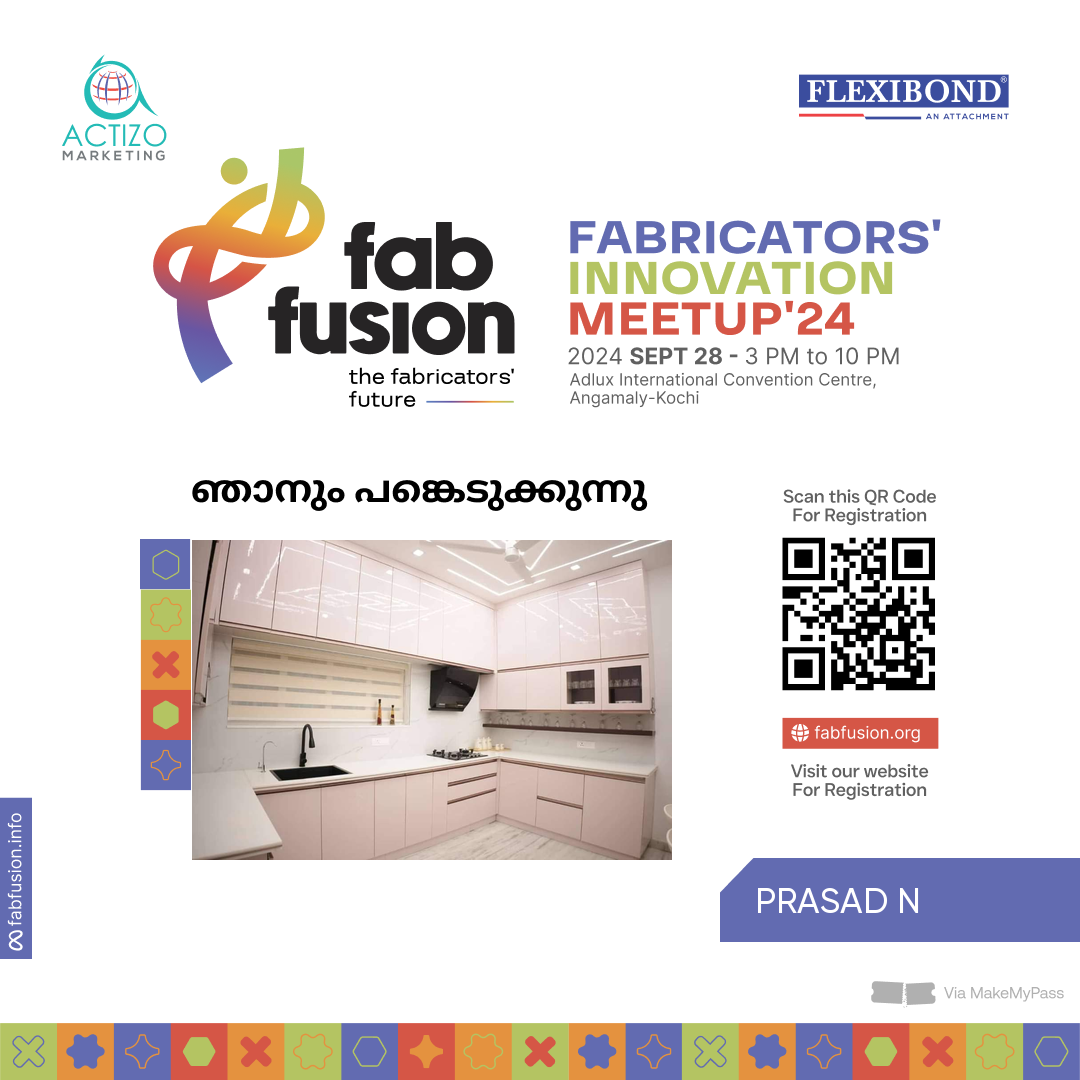 ACTIZO
MARKETING
FLEXIBOND®
AN ATTACHMENT
fab
fusion
the fabricators'
future
FABRICATORS'
INNOVATION
MEETUP'24
2024 SEPT 28 - 3 PM to 10 PM
Adlux International Convention Centre,
Angamaly-Kochi
ഞാനും പങ്കെടുക്കുന്നു
Scan this QR Code
For Registration
fabfusion.org
Visit our website
For Registration
fabfusion.info
PRASAD N
Via MakeMyPass